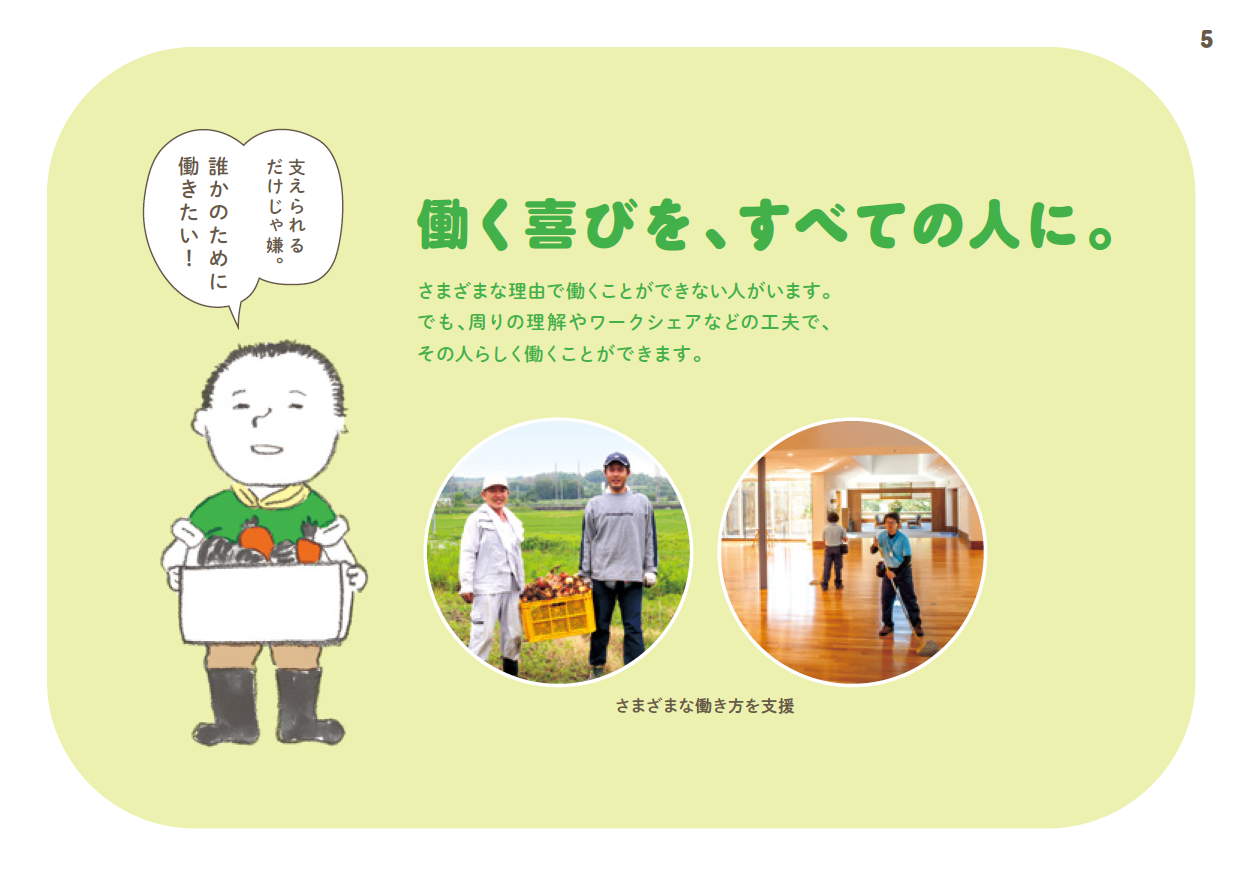 5
支えられる
だけじゃ嫌。
誰かのために
働きたい！
働く喜びを、すべての人に。
さまざまな理由で働くことができない人がいます。
でも、周りの理解やワークシェアなどの工夫で、
その人らしく働くことができます。
さまざまな働き方を支援